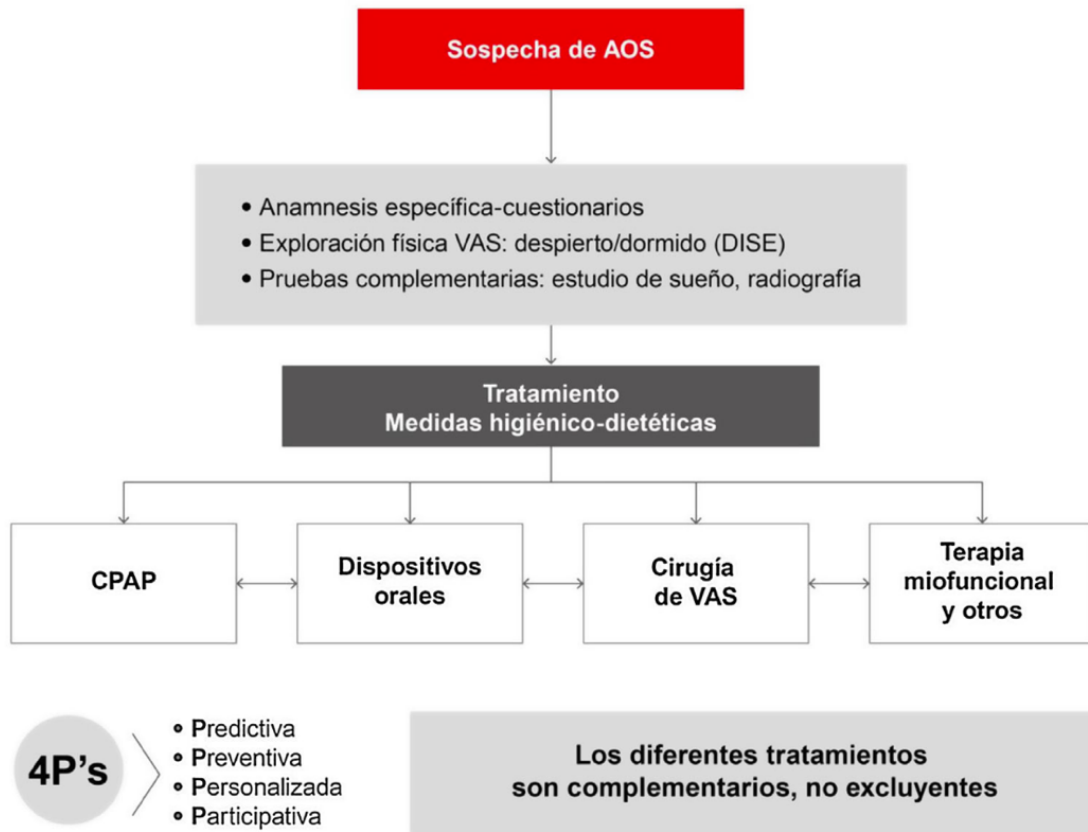 Sospecha de AOS
• Anamnesis específica-cuestionarios
• Exploración física VAS: despierto/dormido (DISE)
• Pruebas complementarias: estudio de sueño, radiografía
Tratamiento
Medidas higiénico-dietéticas
CPAP
Dispositivos
orales
Cirugía
de VAS
Terapia
miofuncional
y otros
4P’s
• Predictiva
• Preventiva
• Personalizada
• Participativa
Los diferentes tratamientos
son complementarios, no excluyentes